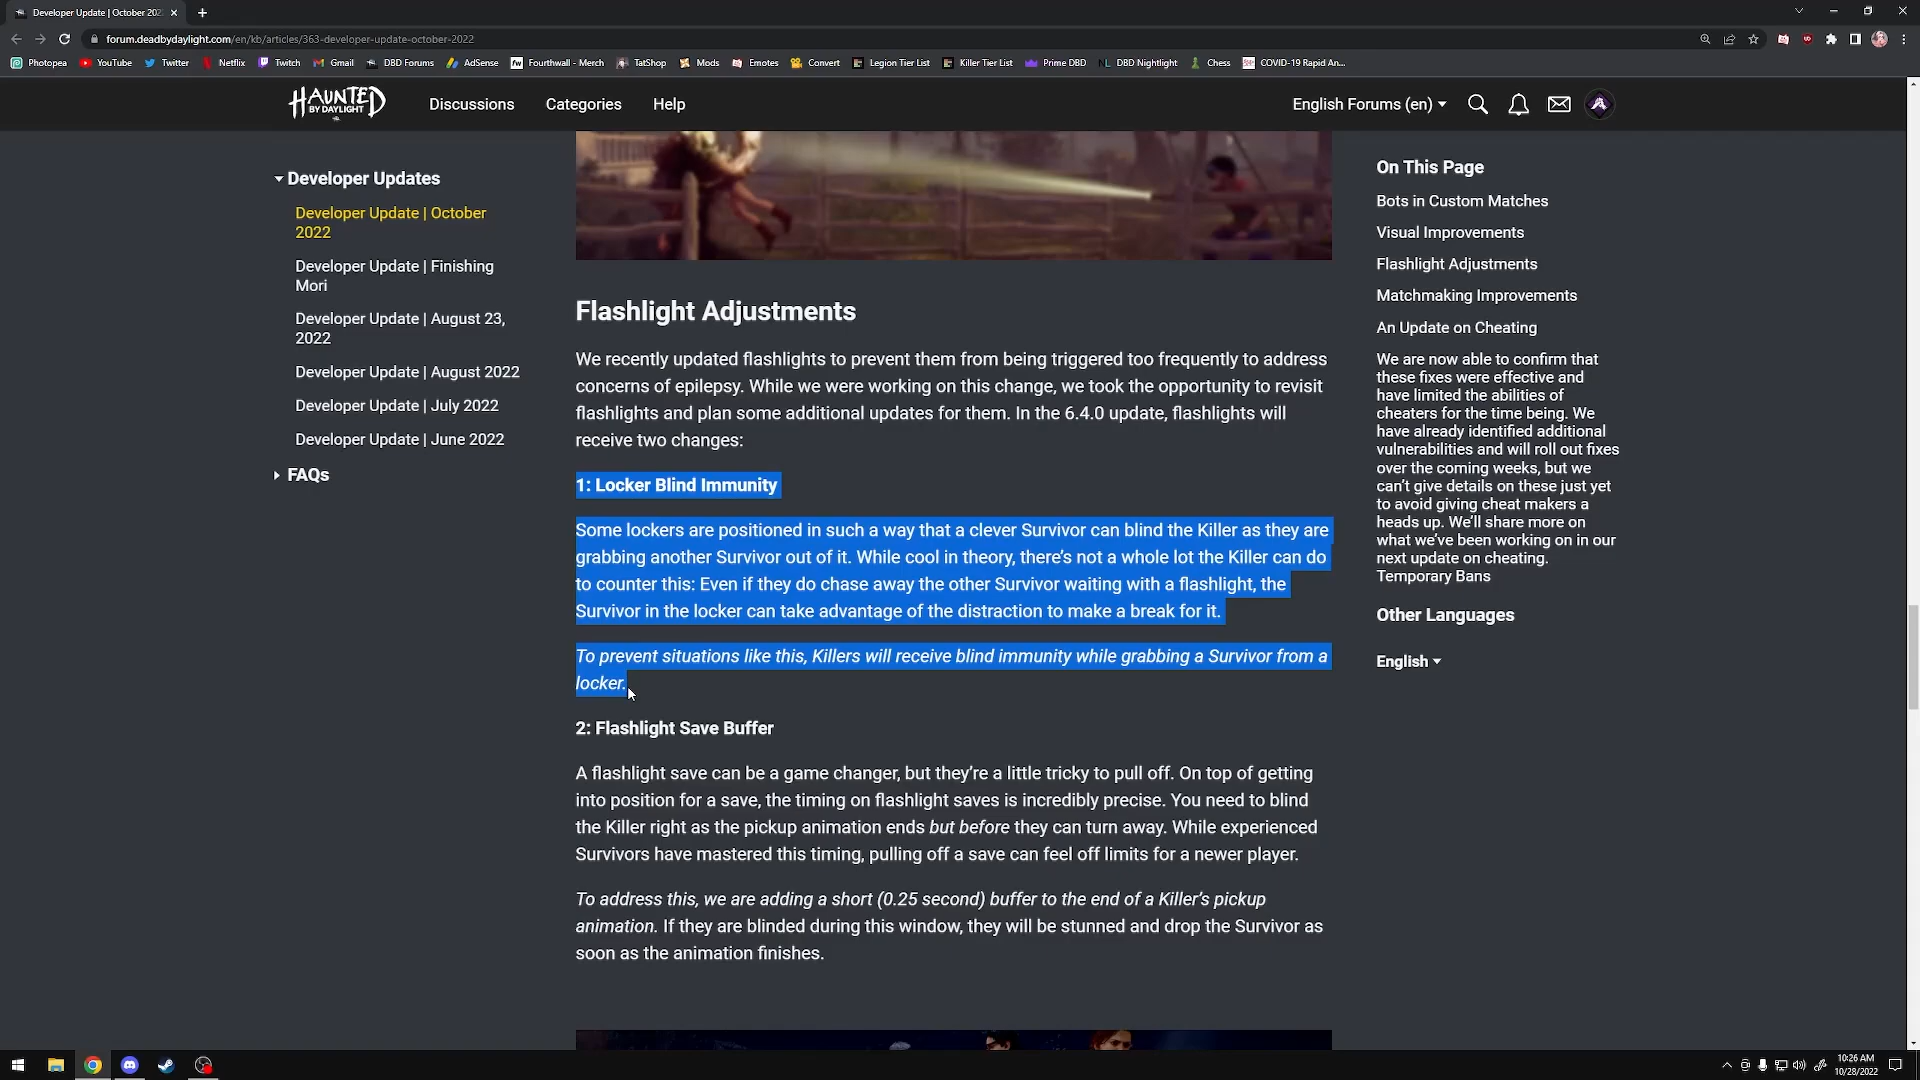 Developer Update | October 202
forum.deadbydaylight.com/en/kb/articles/363-developer-update-october-2022
Photopea
YouTube
Twitter
Netflix
Twitch
Gmail
DBD Forums
AdSense
Fourthwall - Merch
TatShop
Mods
Emotes
Convert
Legion Tier List
Killer Tier List
Prime DBD
DBD Nightlight
Chess
COVID-19 Rapid An...
HAUNTED
BY DAYLIGHT
Discussions
Categories
Help
English Forums (en)
Developer Updates
Developer Update | October
2022
Developer Update | Finishing
Mori
Developer Update | August 23,
2022
Developer Update | August 2022
Developer Update | July 2022
Developer Update | June 2022
FAQs
Flashlight Adjustments
We recently updated flashlights to prevent them from being triggered too frequently to address
concerns of epilepsy. While we were working on this change, we took the opportunity to revisit
flashlights and plan some additional updates for them. In the 6.4.0 update, flashlights will
receive two changes:
1: Locker Blind Immunity
Some lockers are positioned in such a way that a clever Survivor can blind the Killer as they are
grabbing another Survivor out of it. While cool in theory, there's not a whole lot the Killer can do
to counter this: Even if they do chase away the other Survivor waiting with a flashlight, the
Survivor in the locker can take advantage of the distraction to make a break for it.
To prevent situations like this, Killers will receive blind immunity while grabbing a Survivor from a
locker.
2: Flashlight Save Buffer
A flashlight save can be a game changer, but they're a little tricky to pull off. On top of getting
into position for a save, the timing on flashlight saves is incredibly precise. You need to blind
the Killer right as the pickup animation ends but before they can turn away. While experienced
Survivors have mastered this timing, pulling off a save can feel off limits for a newer player.
To address this, we are adding a short (0.25 second) buffer to the end of a Killer's pickup
animation. If they are blinded during this window, they will be stunned and drop the Survivor as
soon as the animation finishes.
On This Page
Bots in Custom Matches
Visual Improvements
Flashlight Adjustments
Matchmaking Improvements
An Update on Cheating
We are now able to confirm that
these fixes were effective and
have limited the abilities of
cheaters for the time being. We
have already identified additional
vulnerabilities and will roll out fixes
over the coming weeks, but we
can't give details on these just yet
to avoid giving cheat makers a
heads up. We'll share more on
what we've been working on in our
next update on cheating.
Temporary Bans
Other Languages
English
10:26 AM
10/28/2022